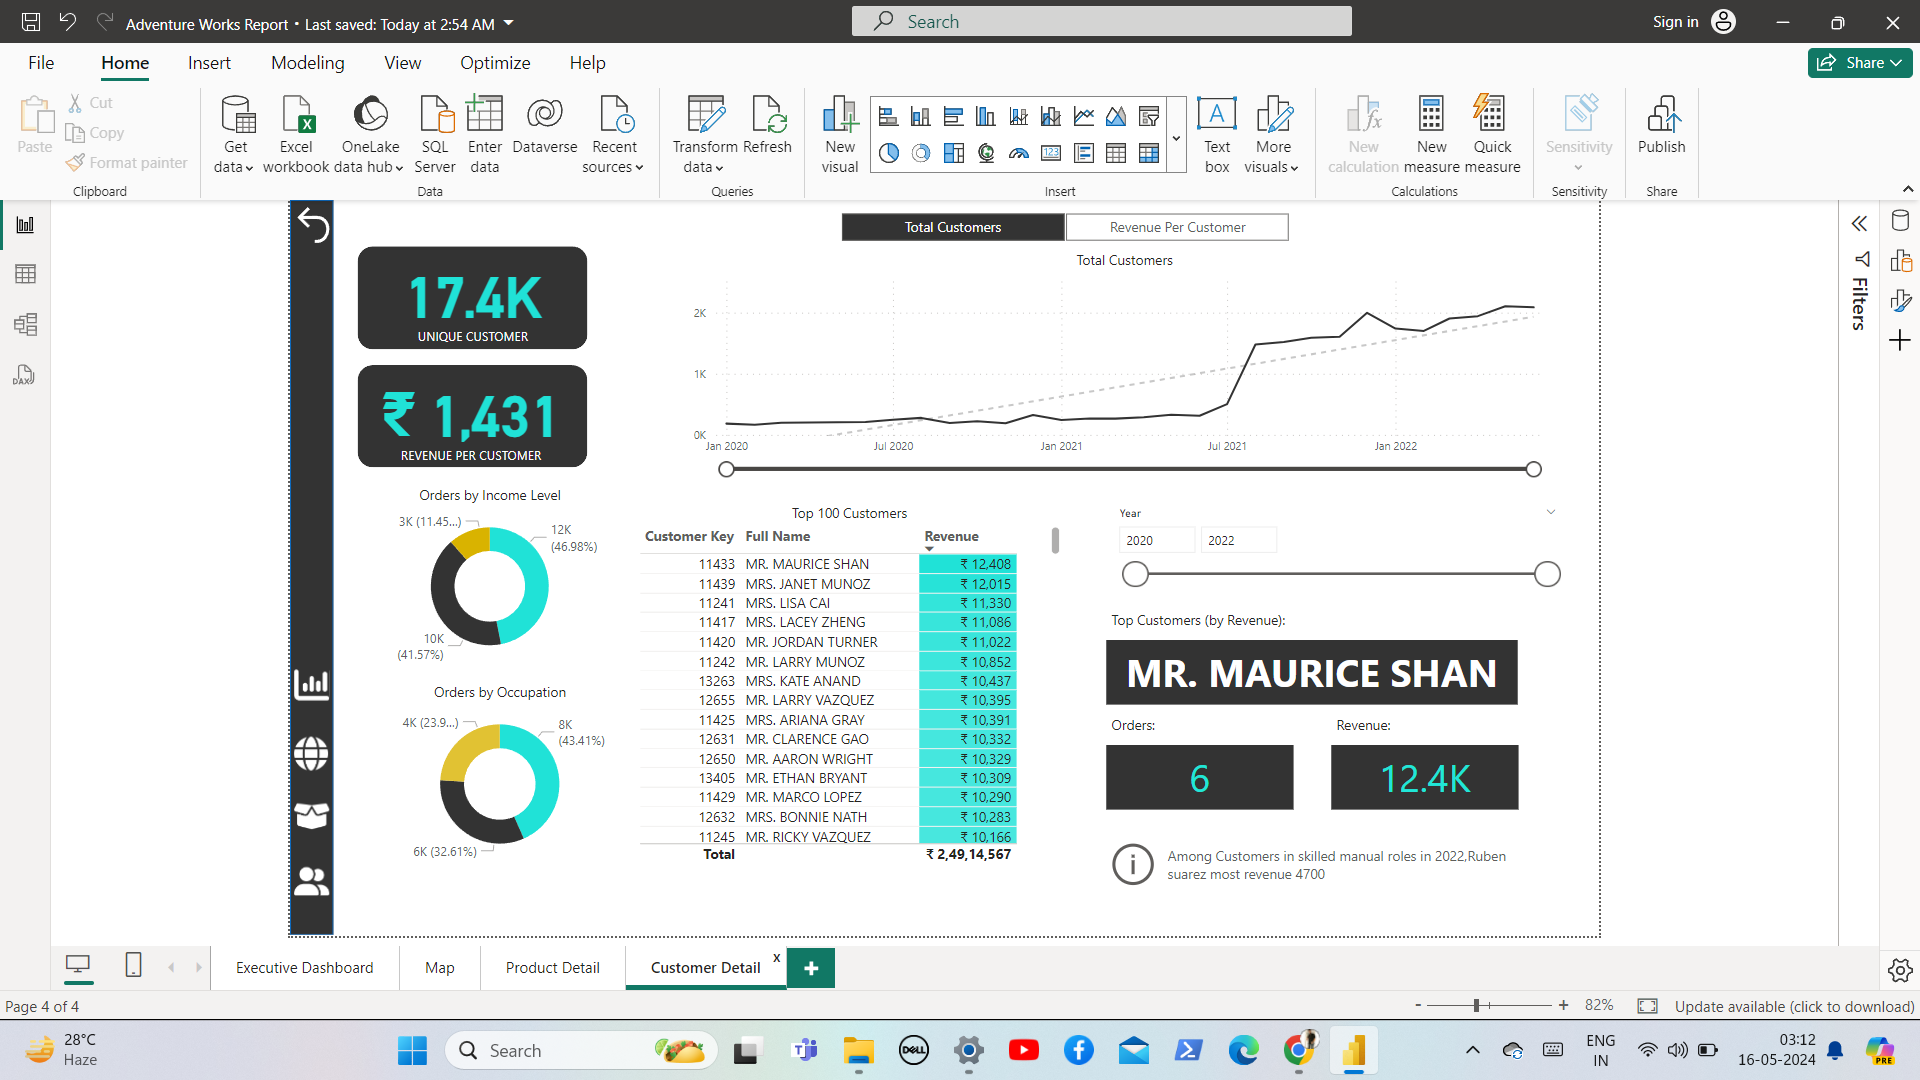 Adventure Works Report • Last saved: Today at 2:54 AM
Search
Sign in
File
Home
Insert
Modeling
View
Optimize
Help
Share
Paste
Cut
Copy
Format painter
Clipboard
Get data
Excel workbook
OneLake data hub
SQL Server
Enter data
Dataverse
Recent sources
Data
Transform data
Refresh
Queries
New visual
123
Insert
A
Text box
More visuals
New calculation
New measure
Quick measure
Calculations
Sensitivity
Sensitivity
Publish
Share
DAX
Filters
Total Customers
Revenue Per Customer
17.4K
UNIQUE CUSTOMER
₹ 1,431
REVENUE PER CUSTOMER
Total Customers
2K
1K
0K
Jan 2020
Jul 2020
Jan 2021
Jul 2021
Jan 2022
Orders by Income Level
3K (11.45...)
12K
(46.98%)
10K
(41.57%)
Orders by Occupation
4K (23.9...)
8K
(43.41%)
6K (32.61%)
Top 100 Customers
Customer Key Full Name Revenue
11433 MR. MAURICE SHAN ₹ 12,408
11439 MRS. JANET MUNOZ ₹ 12,015
11241 MRS. LISA CAI ₹ 11,330
11417 MRS. LACEY ZHENG ₹ 11,086
11420 MR. JORDAN TURNER ₹ 11,022
11242 MR. LARRY MUNOZ ₹ 10,852
13263 MRS. KATE ANAND ₹ 10,437
12655 MR. LARRY VAZQUEZ ₹ 10,395
11425 MRS. ARIANA GRAY ₹ 10,391
12631 MR. CLARENCE GAO ₹ 10,332
12650 MR. AARON WRIGHT ₹ 10,329
13405 MR. ETHAN BRYANT ₹ 10,309
11429 MR. MARCO LOPEZ ₹ 10,290
12632 MRS. BONNIE NATH ₹ 10,283
11245 MR. RICKY VAZQUEZ ₹ 10,166
Total ₹ 2,49,14,567
Year
2020
2022
Top Customers (by Revenue):
MR. MAURICE SHAN
Orders:
Revenue:
6
12.4K
Among Customers in skilled manual roles in 2022,Ruben
suarez most revenue 4700
Executive Dashboard
Map
Product Detail
Customer Detail
x
Page 4 of 4
82%
Update available (click to download)
28°C
Haze
Search
DELL
ENG
IN
03:12
16-05-2024
PRE